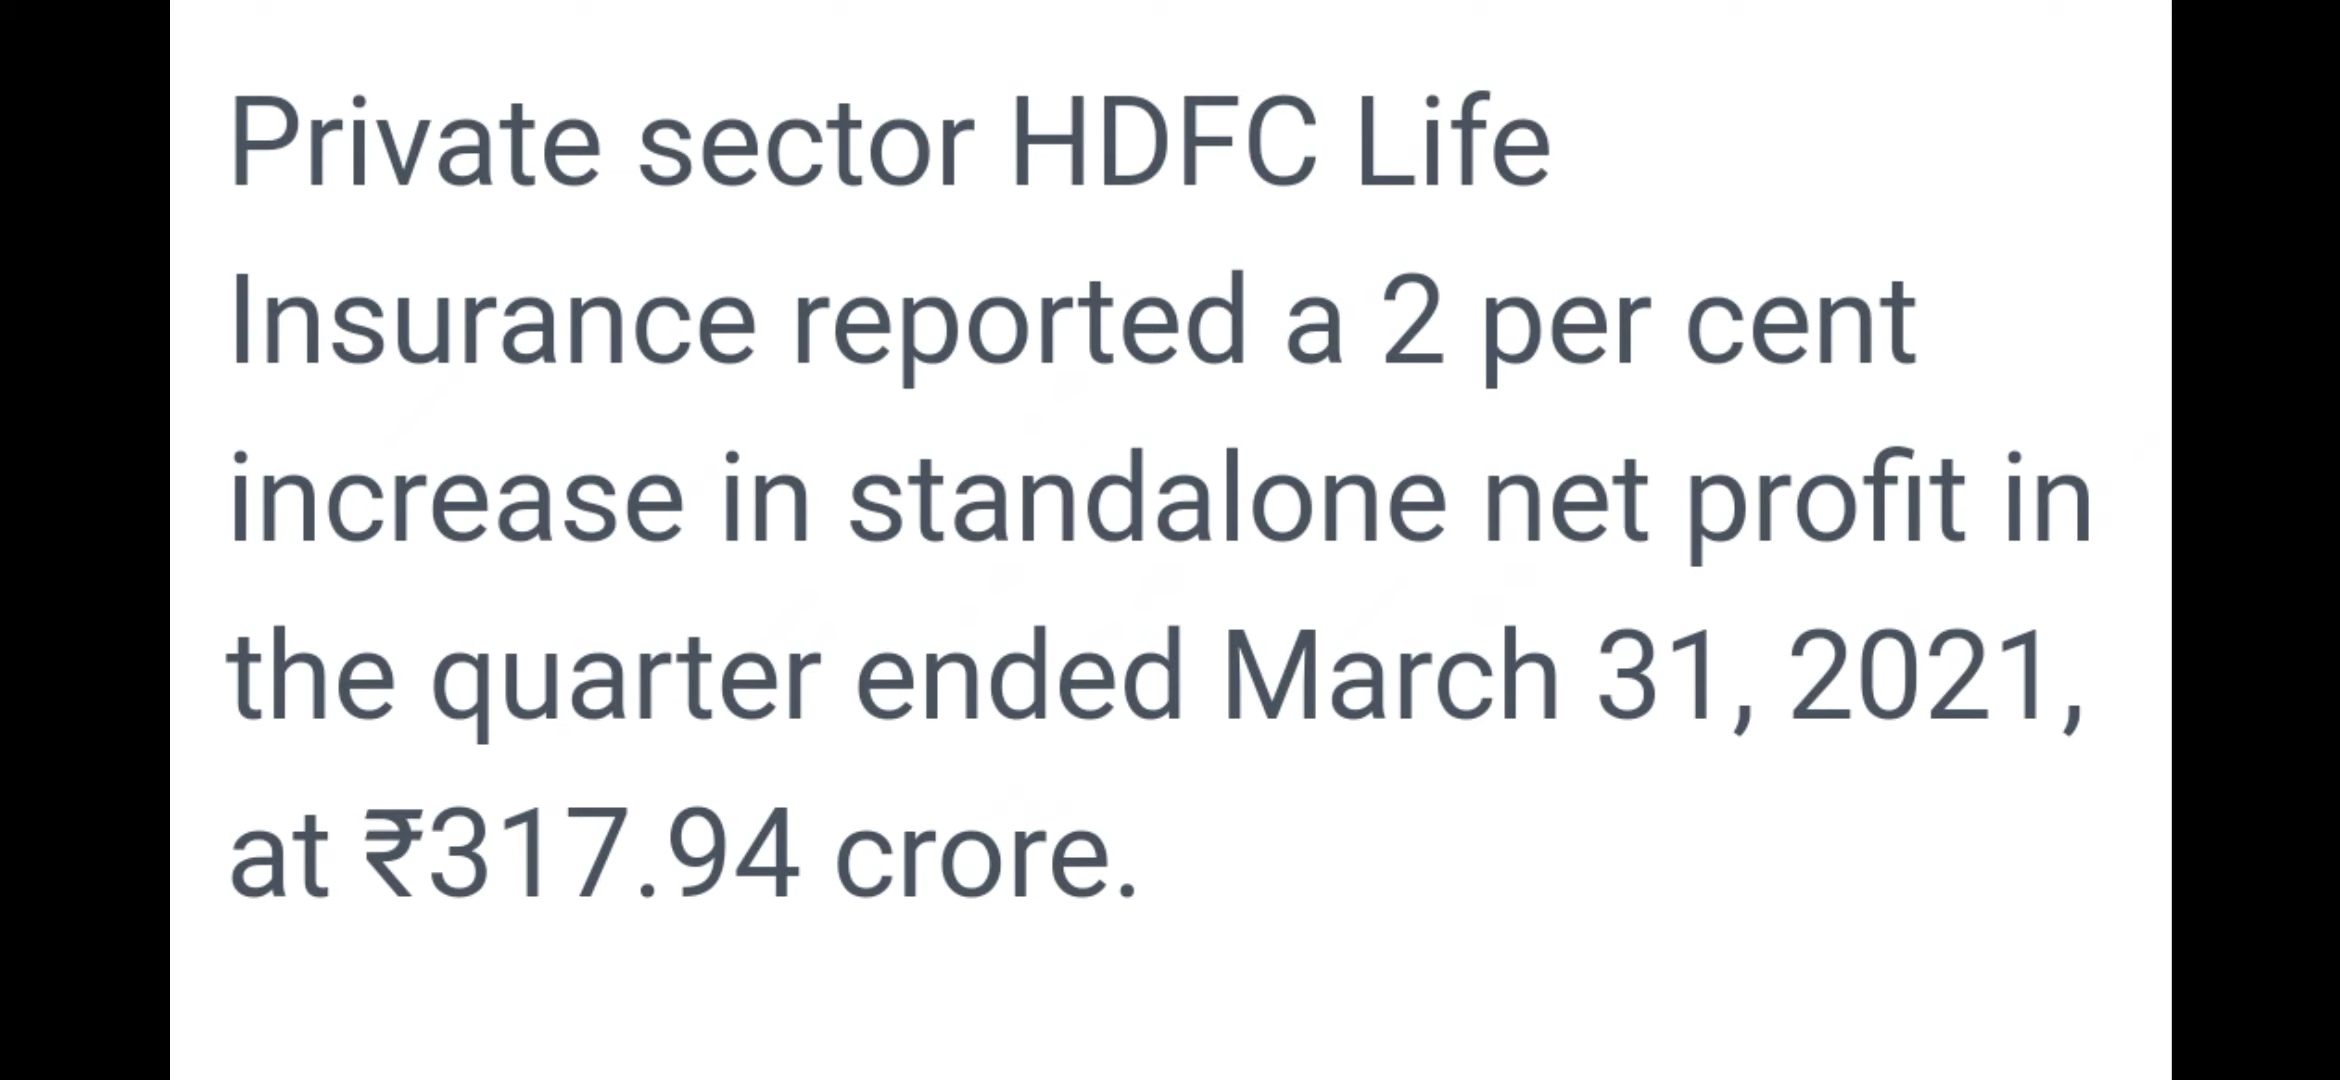 Private sector HDFC Life
Insurance reported a 2 per cent
increase in standalone net profit in
the quarter ended March 31, 2021,
at ₹317.94 crore.